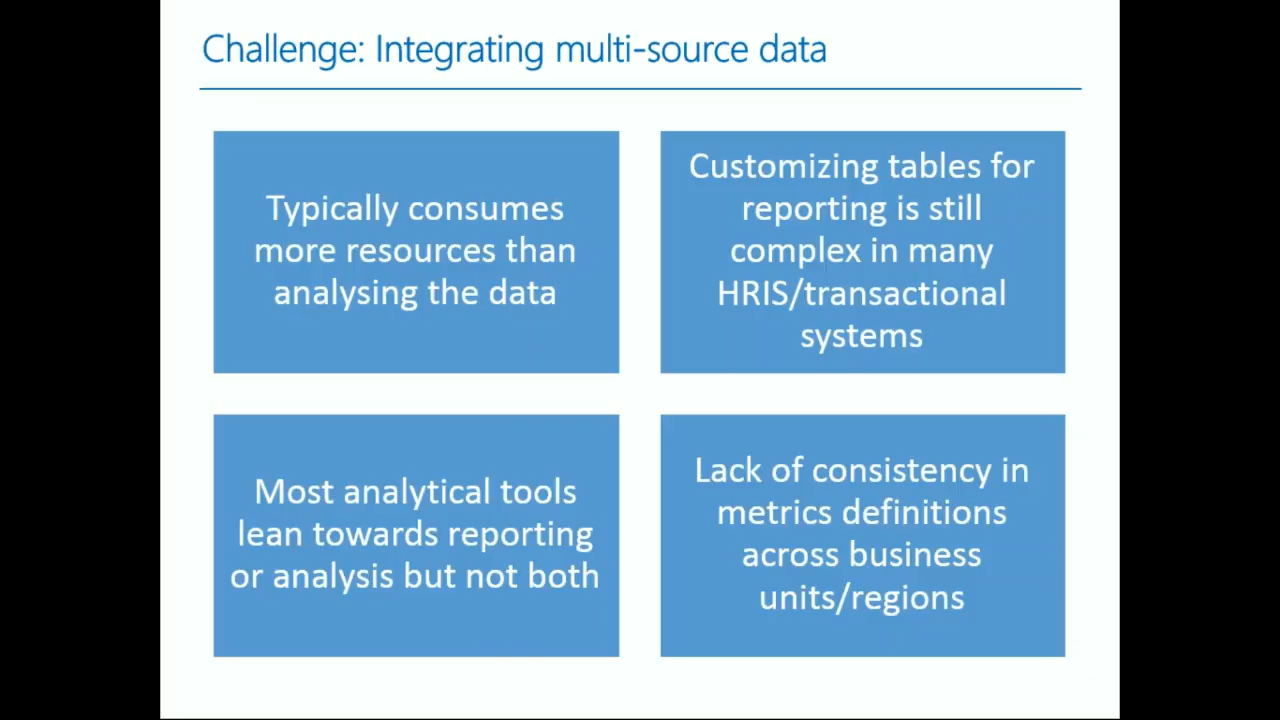 Challenge: Integrating multi-source data
Typically consumes
more resources than
analysing the data
Customizing tables for
reporting is still
complex in many
HRIS/transactional
systems
Most analytical tools
lean towards reporting
or analysis but not both
Lack of consistency in
metrics definitions
across business
units/regions